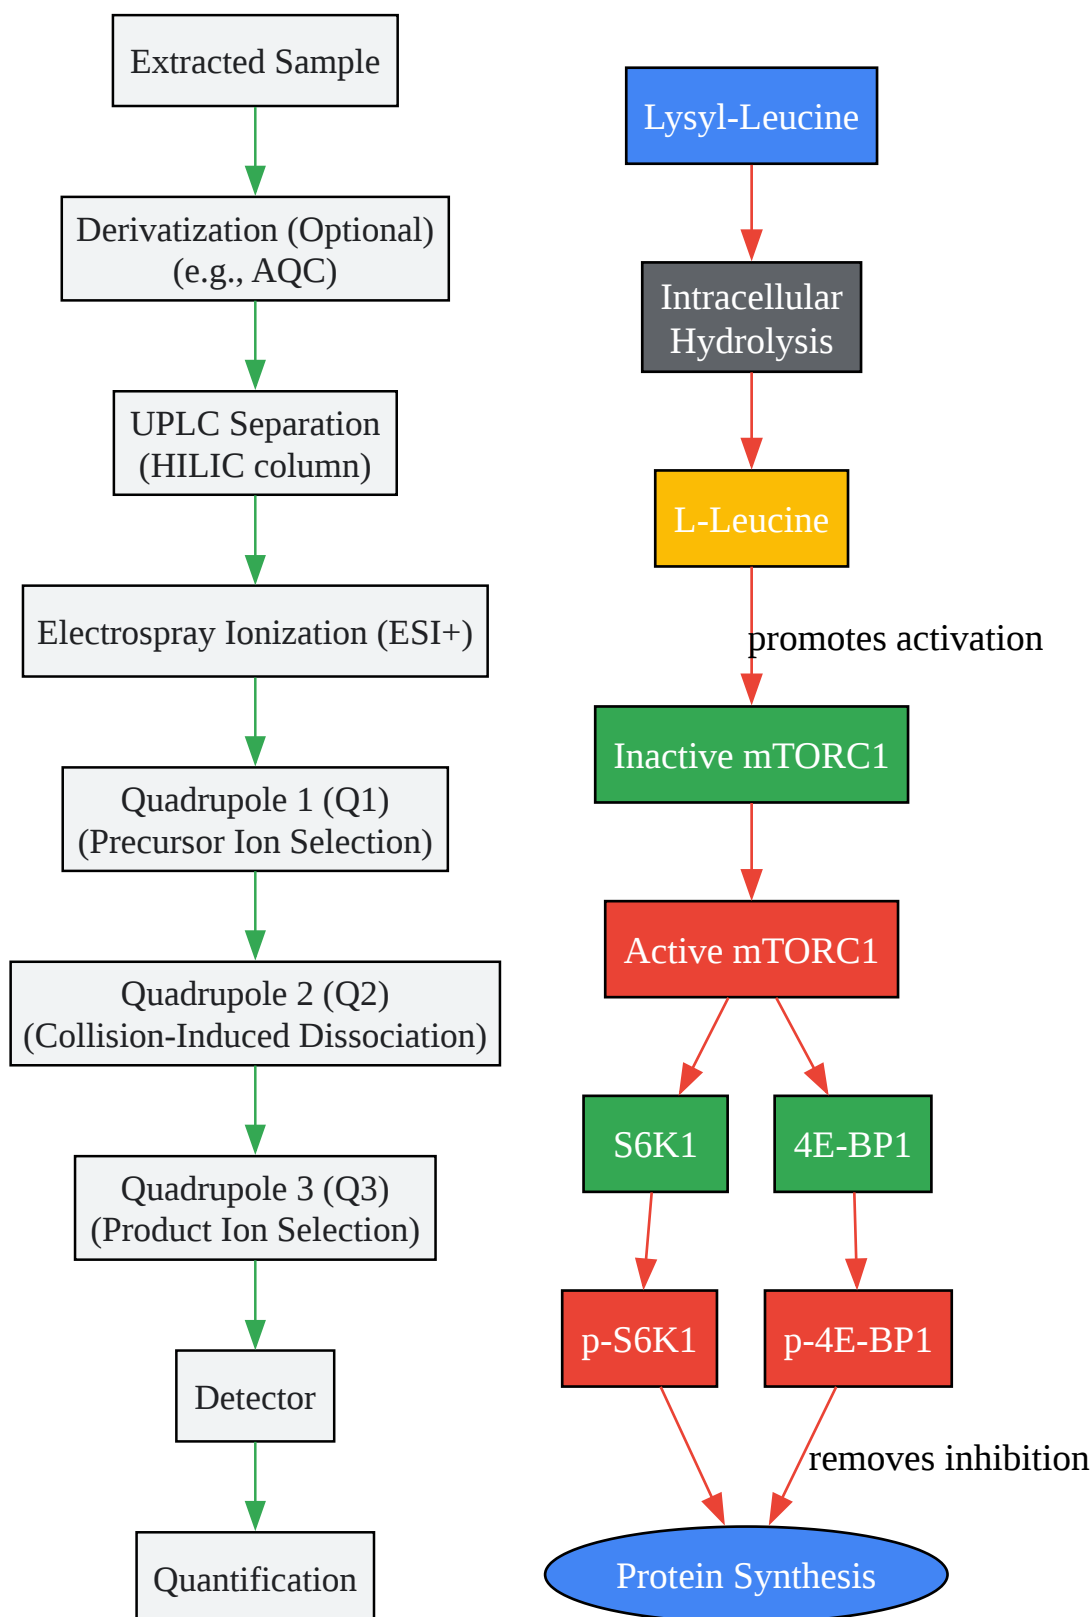 Extracted Sample
Derivatization (Optional)
(e.g., AQC)
UPLC Separation
(HILIC column)
Electrospray Ionization (ESI+)
Quadrupole 1 (Q1)
(Precursor Ion Selection)
Quadrupole 2 (Q2)
(Collision-Induced Dissociation)
Quadrupole 3 (Q3)
(Product Ion Selection)
Detector
Quantification
Lysyl-Leucine
Intracellular
Hydrolysis
L-Leucine
promotes activation
Inactive mTORC1
Active mTORC1
S6K1
4E-BP1
p-S6K1
p-4E-BP1
removes inhibition
Protein Synthesis